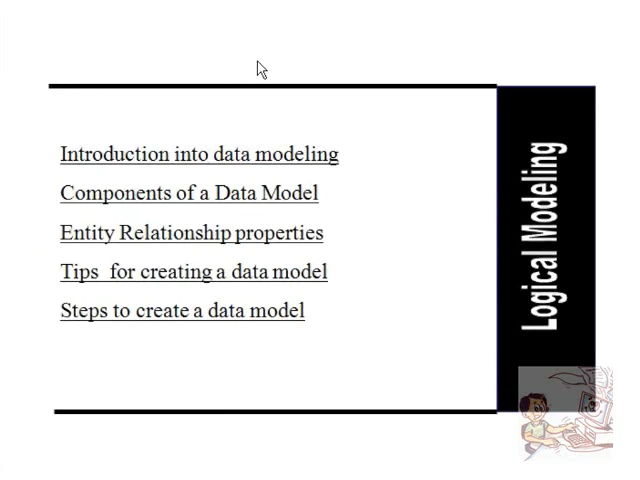 Introduction into data modeling
Components of a Data Model
Entity Relationship properties
Tips for creating a data model
Steps to create a data model
Logical Modeling